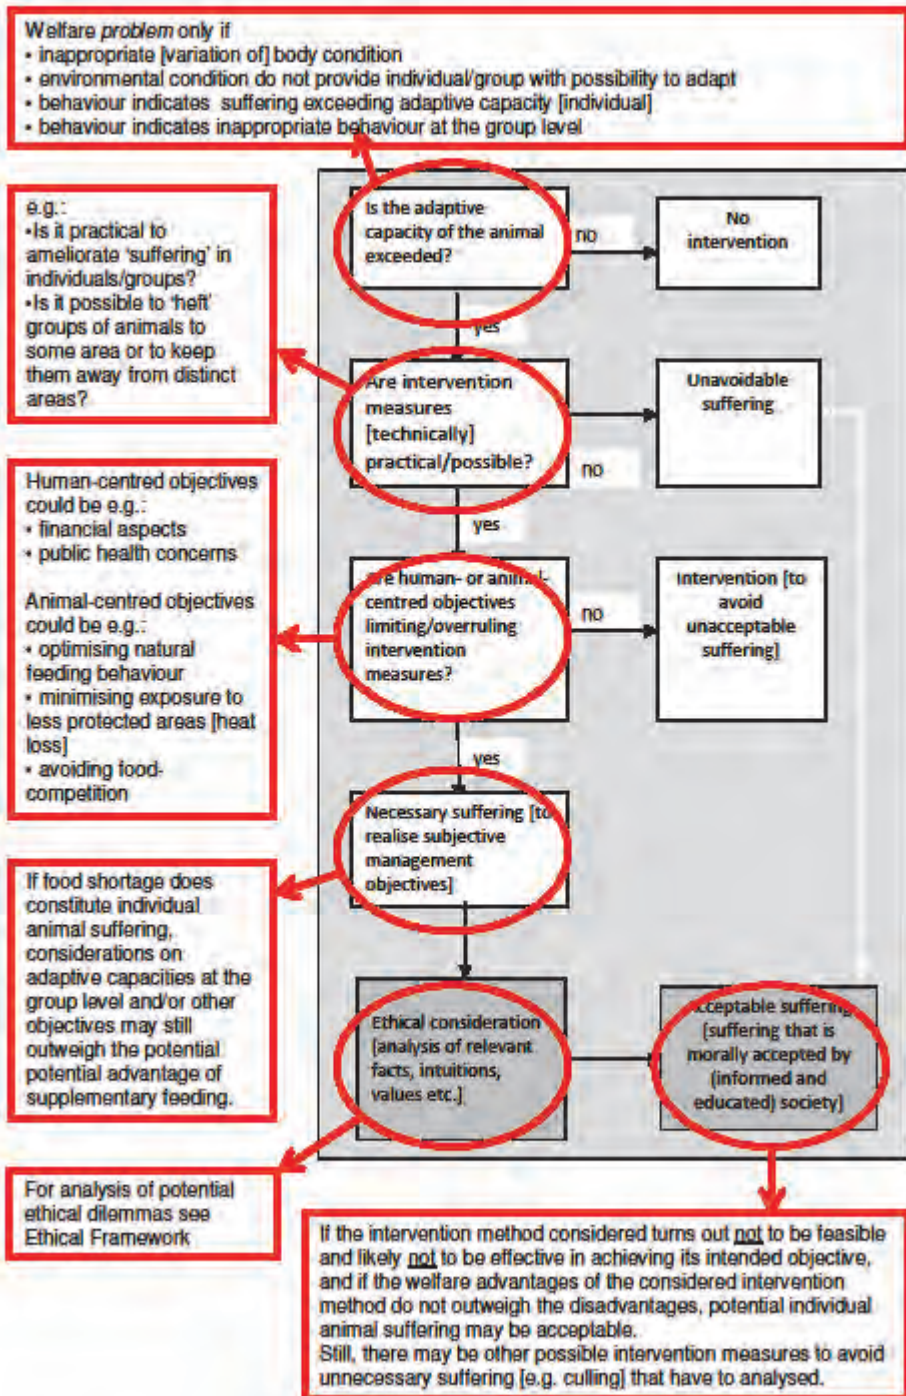 Welfare problem only if
• inappropriate [variation of] body condition
• environmental condition do not provide individual/group with possibility to adapt
• behaviour indicates suffering exceeding adaptive capacity [individual]
• behaviour indicates inappropriate behaviour at the group level
e.g.:
•Is it practical to
ameliorate 'suffering' in
individuals/groups?
•Is it possible to 'heft'
groups of animals to
some area or to keep
them away from distinct
areas?
Is the adaptive
capacity of the animal
exceeded?
no
No
intervention
yes
Are intervention
measures
[technically]
practical/possible?
no
Unavoidable
suffering
yes
Human-centred objectives
could be e.g.:
• financial aspects
• public health concerns
Animal-centred objectives
could be e.g.:
• optimising natural
feeding behaviour
• minimising exposure to
less protected areas [heat
loss]
• avoiding food-
competition
Are human- or animal-
centred objectives
limiting/overruling
intervention
measures?
no
Intervention [to
avoid
unacceptable
suffering]
yes
Necessary suffering [to
realise subjective
management
objectives]
If food shortage does
constitute individual
animal suffering,
considerations on
adaptive capacities at the
group level and/or other
objectives may still
outweigh the potential
potential advantage of
supplementary feeding.
Ethical consideration
[analysis of relevant
facts, intuitions,
values etc.]
Acceptable suffering
[suffering that is
morally accepted by
(informed and
educated) society]
For analysis of potential
ethical dilemmas see
Ethical Framework
If the intervention method considered turns out not to be feasible
and likely not to be effective in achieving its intended objective,
and if the welfare advantages of the considered intervention
method do not outweigh the disadvantages, potential individual
animal suffering may be acceptable.
Still, there may be other possible intervention measures to avoid
unnecessary suffering [e.g. culling] that have to analysed.